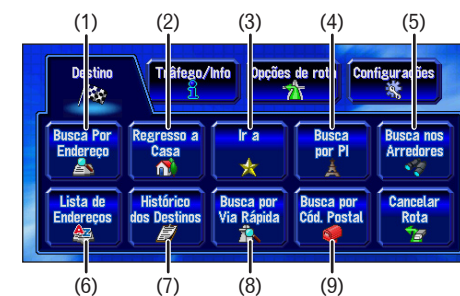 (1) (2) (3) (4) (5)
Destino Tráfego/Info Opções de rota Configurações
Busca Por Endereço
Regresso a Casa
Ir a
Busca por PI
Busca nos Arredores
Lista de Endereços
Histórico dos Destinos
Busca por Via Rápida
Busca por Cód. Postal
Cancelar Rota
(6) (7) (8) (9)